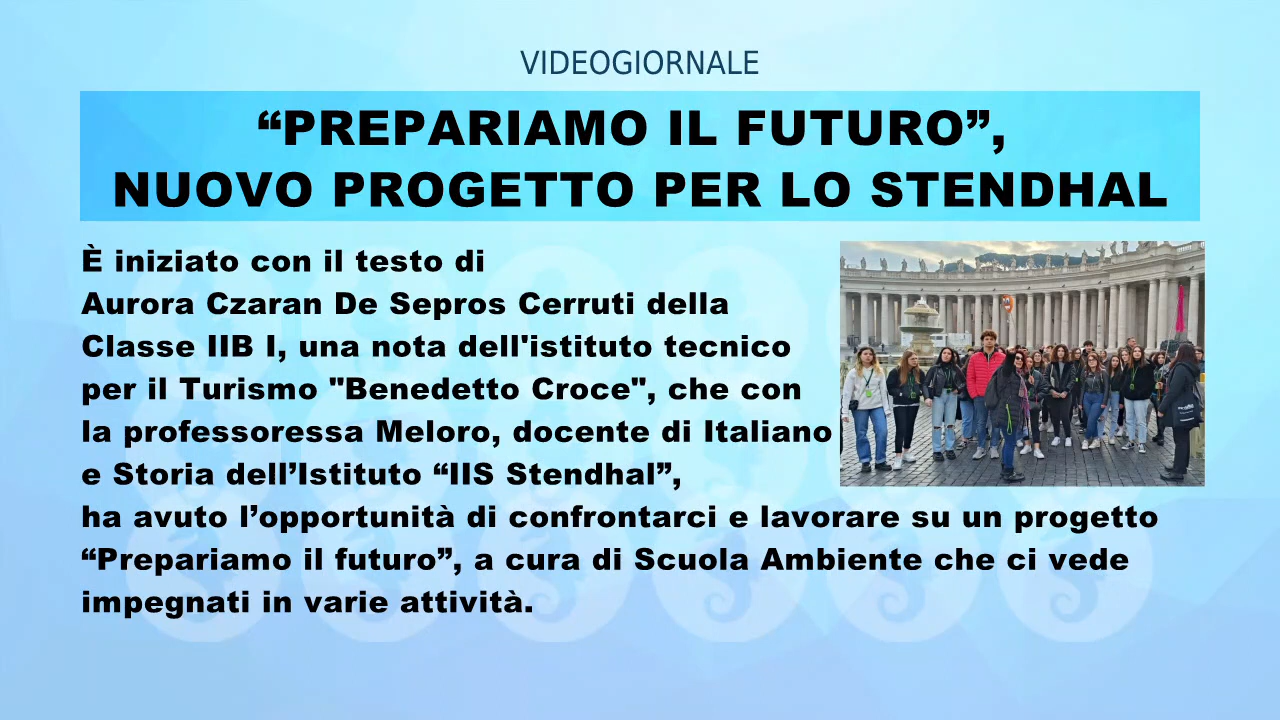 VIDEOGIORNALE
“PREPARIAMO IL FUTURO”,
NUOVO PROGETTO PER LO STENDHAL
È iniziato con il testo di
Aurora Czaran De Sepros Cerruti della
Classe IIB I, una nota dell'istituto tecnico
per il Turismo "Benedetto Croce", che con
la professoressa Meloro, docente di Italiano
e Storia dell’Istituto “IIS Stendhal”,
ha avuto l’opportunità di confrontarci e lavorare su un progetto
“Prepariamo il futuro”, a cura di Scuola Ambiente che ci vede
impegnati in varie attività.